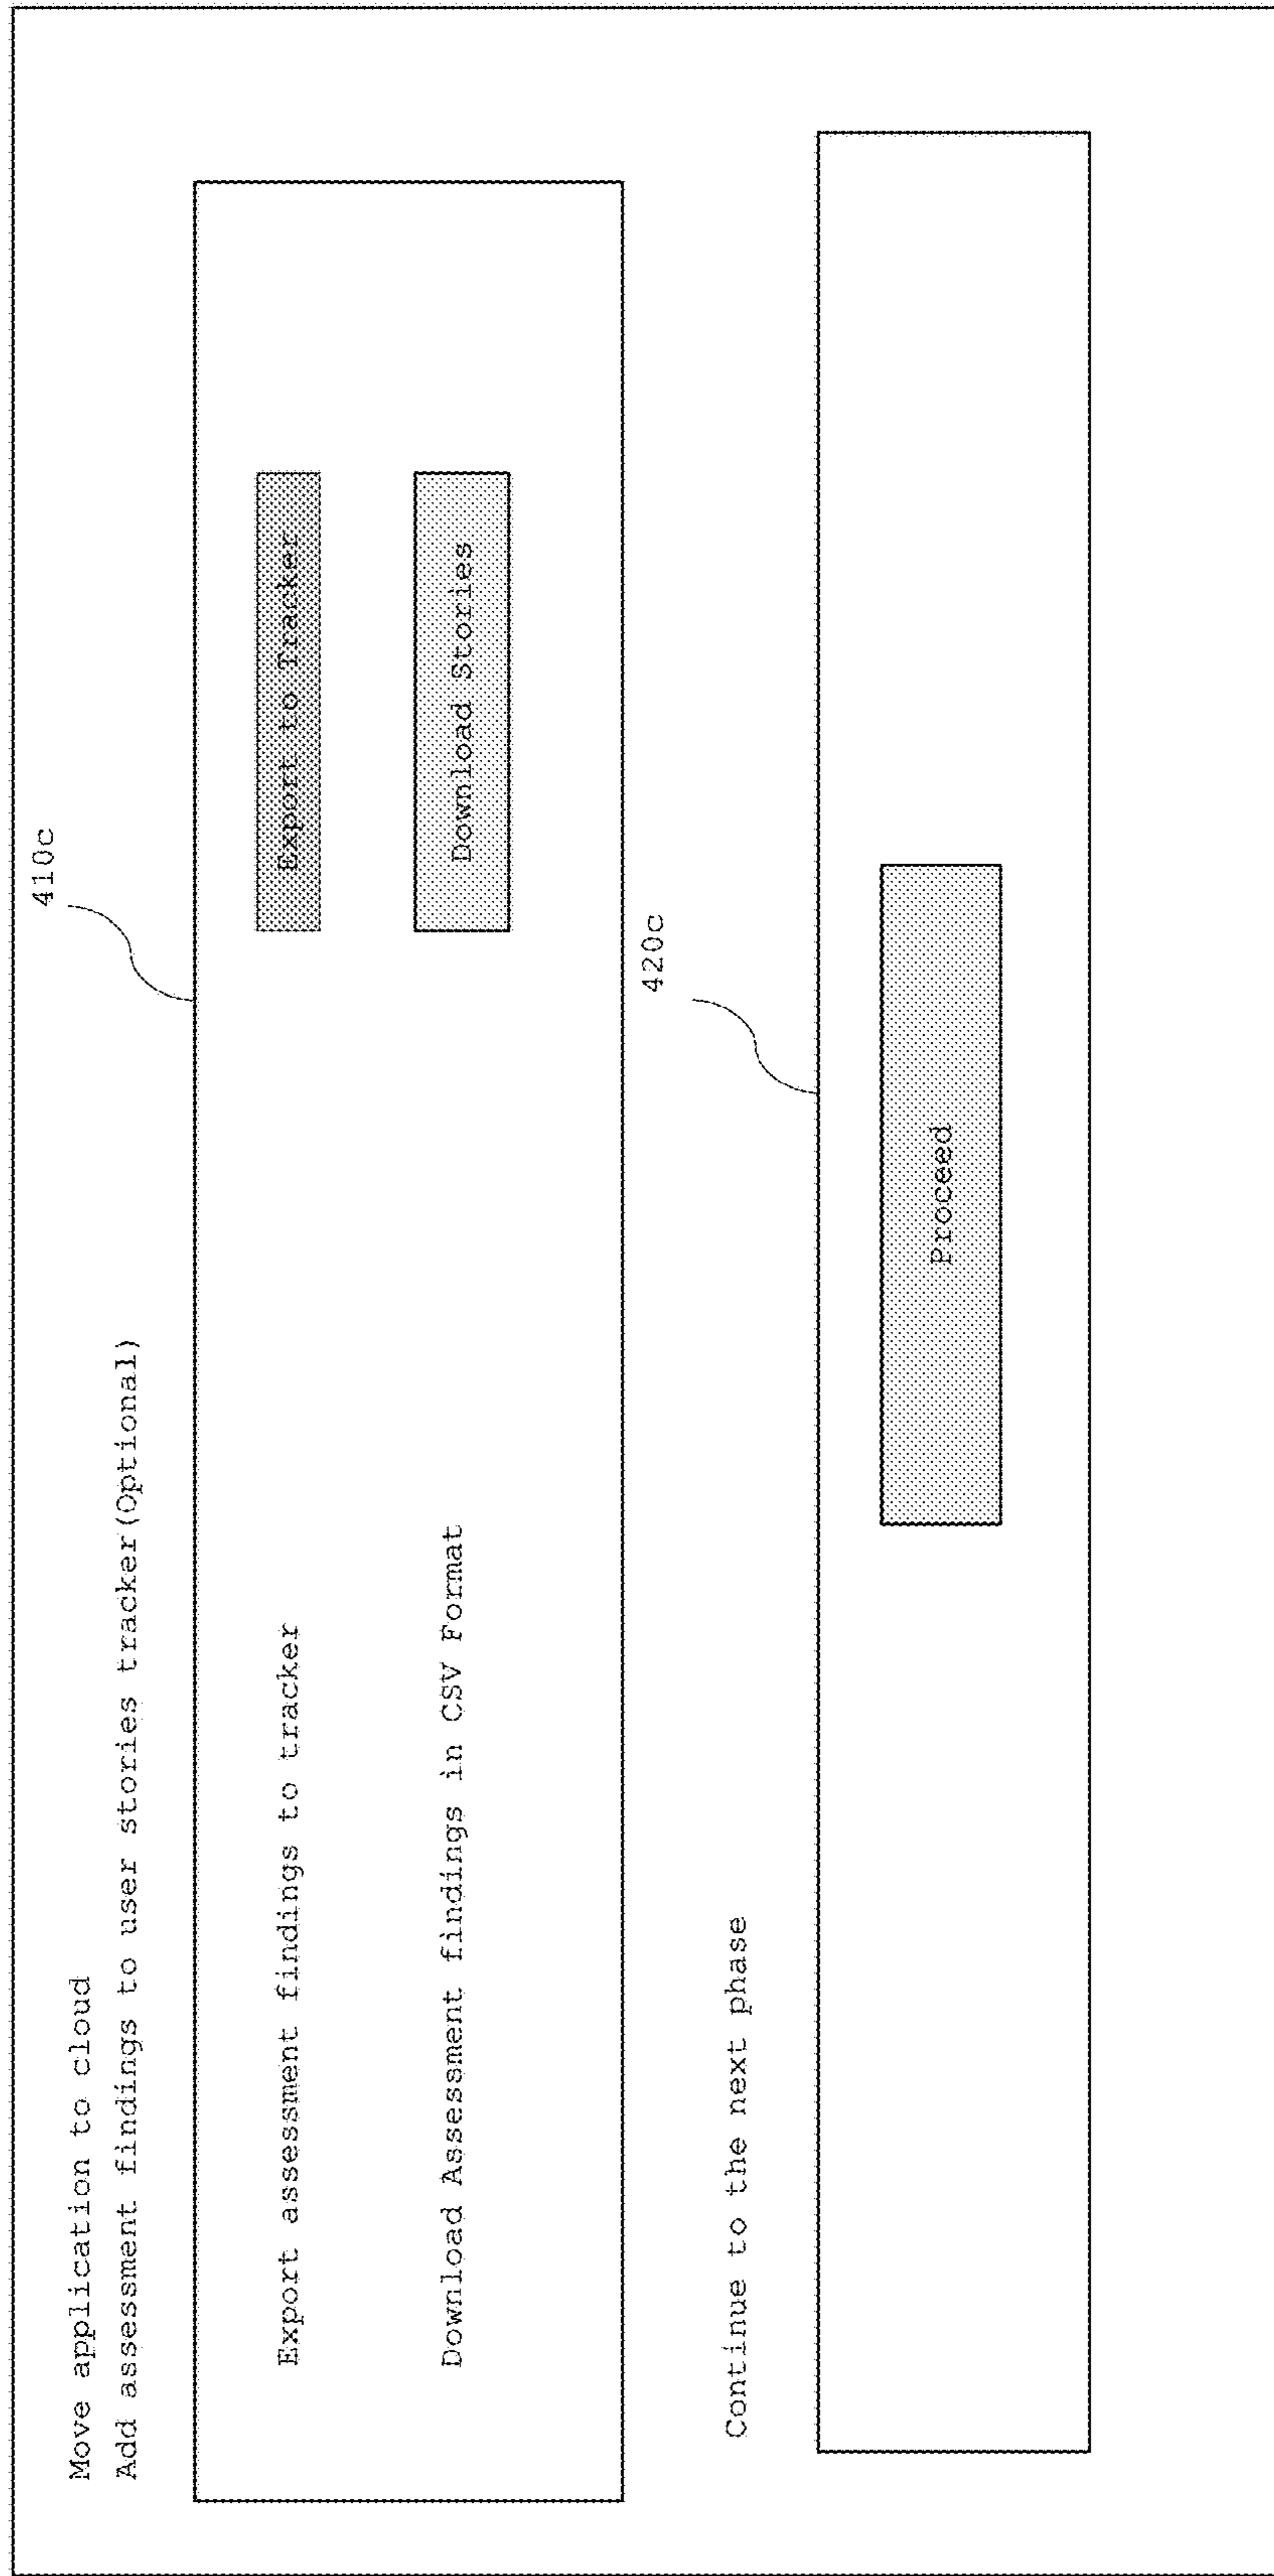 Move application to cloud
Add assessment findings to user stories tracker(Optional)
410c
Export assessment findings to tracker
Export to Tracker
Download Assessment findings in CSV Format
Download Stories
420c
Continue to the next phase
Proceed